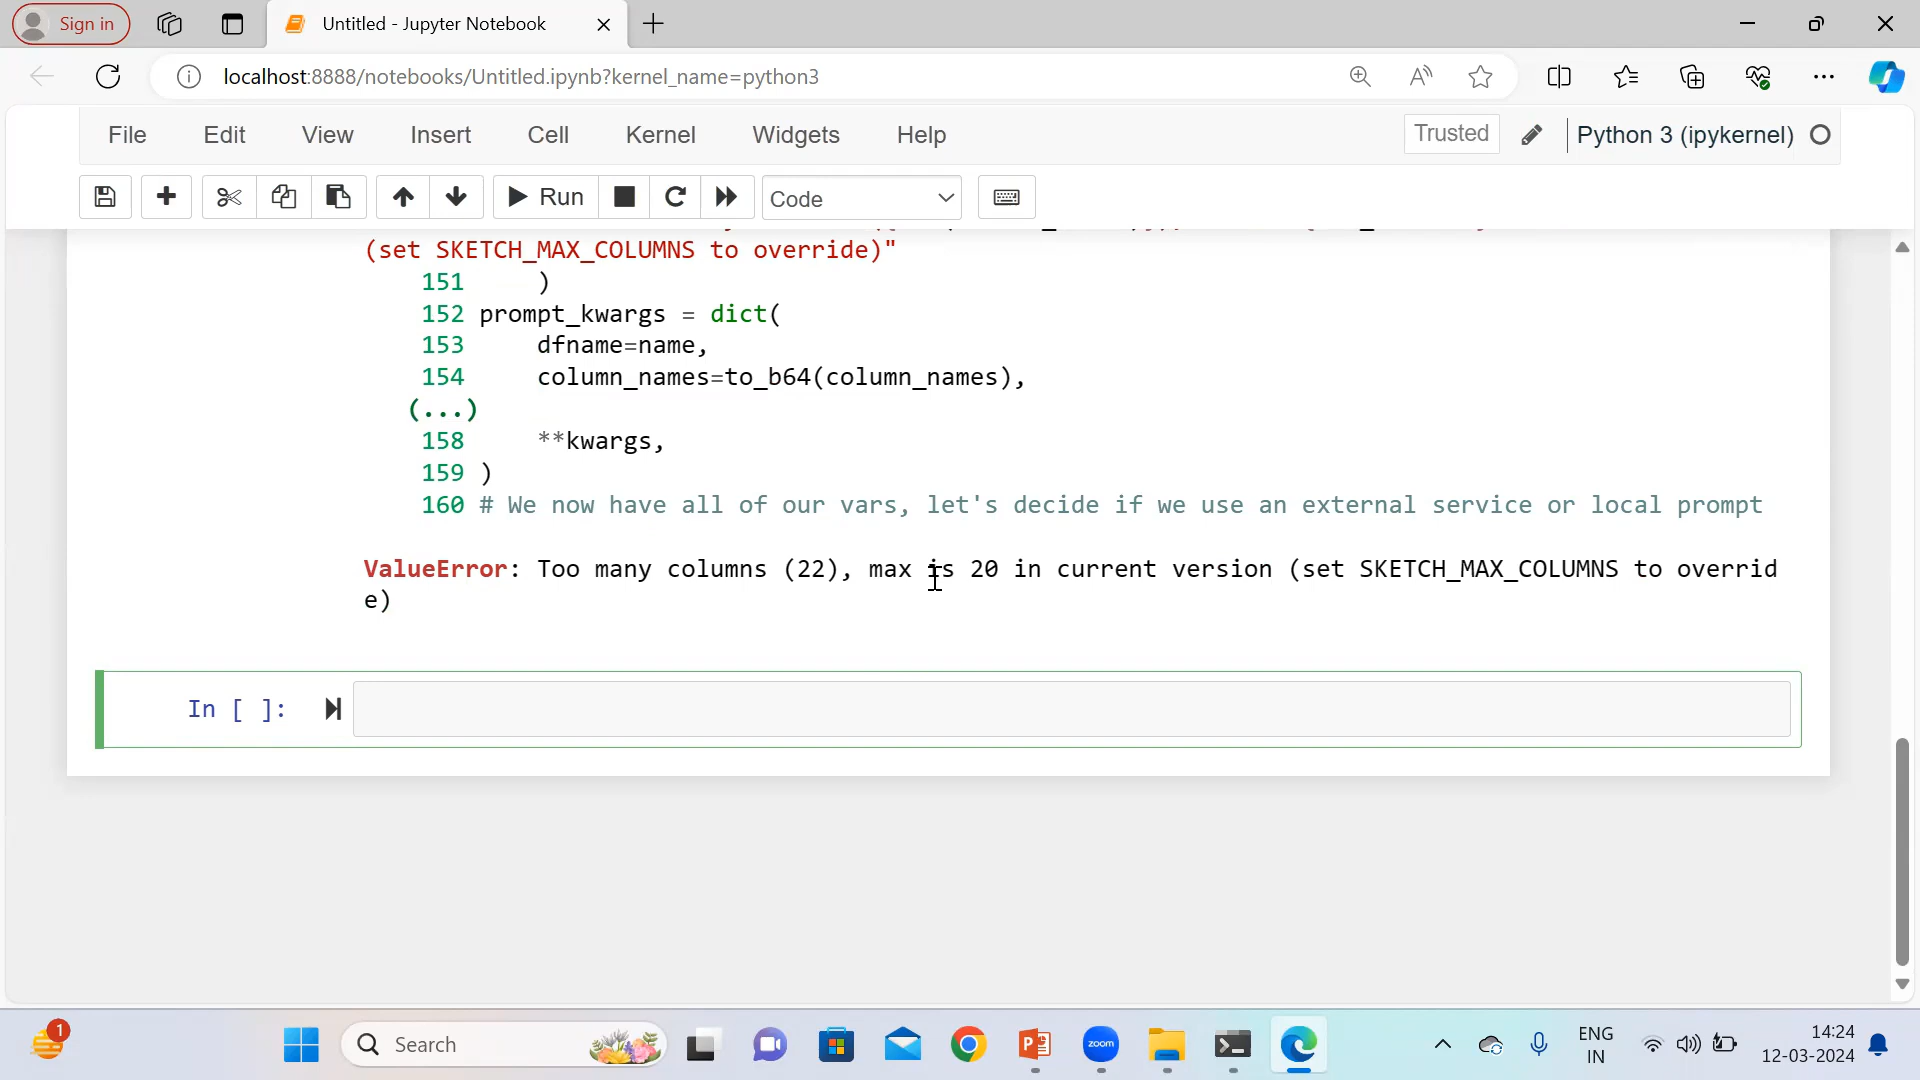 Sign in
Untitled - Jupyter Notebook
localhost:8888/notebooks/Untitled.ipynb?kernel_name=python3
File Edit View Insert Cell Kernel Widgets Help
Trusted
Python 3 (ipykernel)
Run
Code
(set SKETCH_MAX_COLUMNS to override)"
151 )
152 prompt_kwargs = dict(
153 dfname=name,
154 column_names=to_b64(column_names),
(...)
158 **kwargs,
159 )
160 # We now have all of our vars, let's decide if we use an external service or local prompt
ValueError: Too many columns (22), max is 20 in current version (set SKETCH_MAX_COLUMNS to overrid
e)
In [ ]:
1
Search
zoom
ENG
IN
14:24
12-03-2024